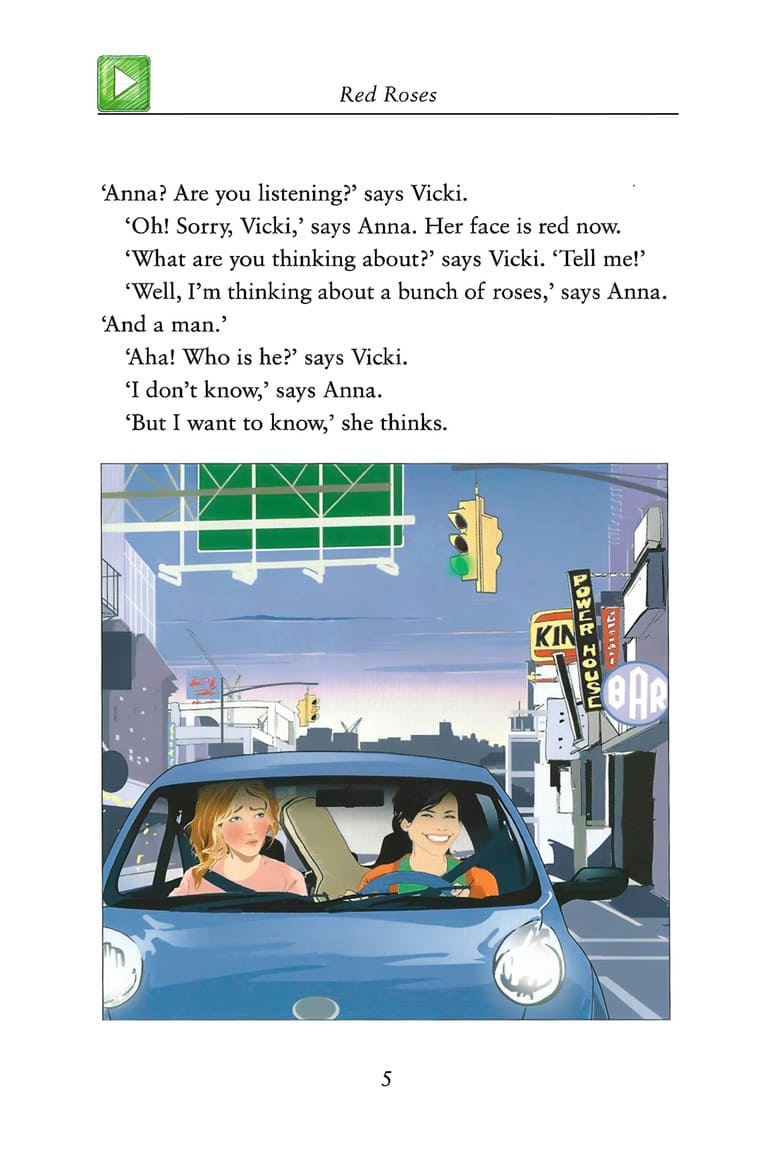 Red Roses
‘Anna? Are you listening?’ says Vicki.
‘Oh! Sorry, Vicki,’ says Anna. Her face is red now.
‘What are you thinking about?’ says Vicki. ‘Tell me!’
‘Well, I’m thinking about a bunch of roses,’ says Anna.
‘And a man.’
‘Aha! Who is he?’ says Vicki.
‘I don’t know,’ says Anna.
‘But I want to know,’ she thinks.
KIN
POWER HOUSE
BAR
5